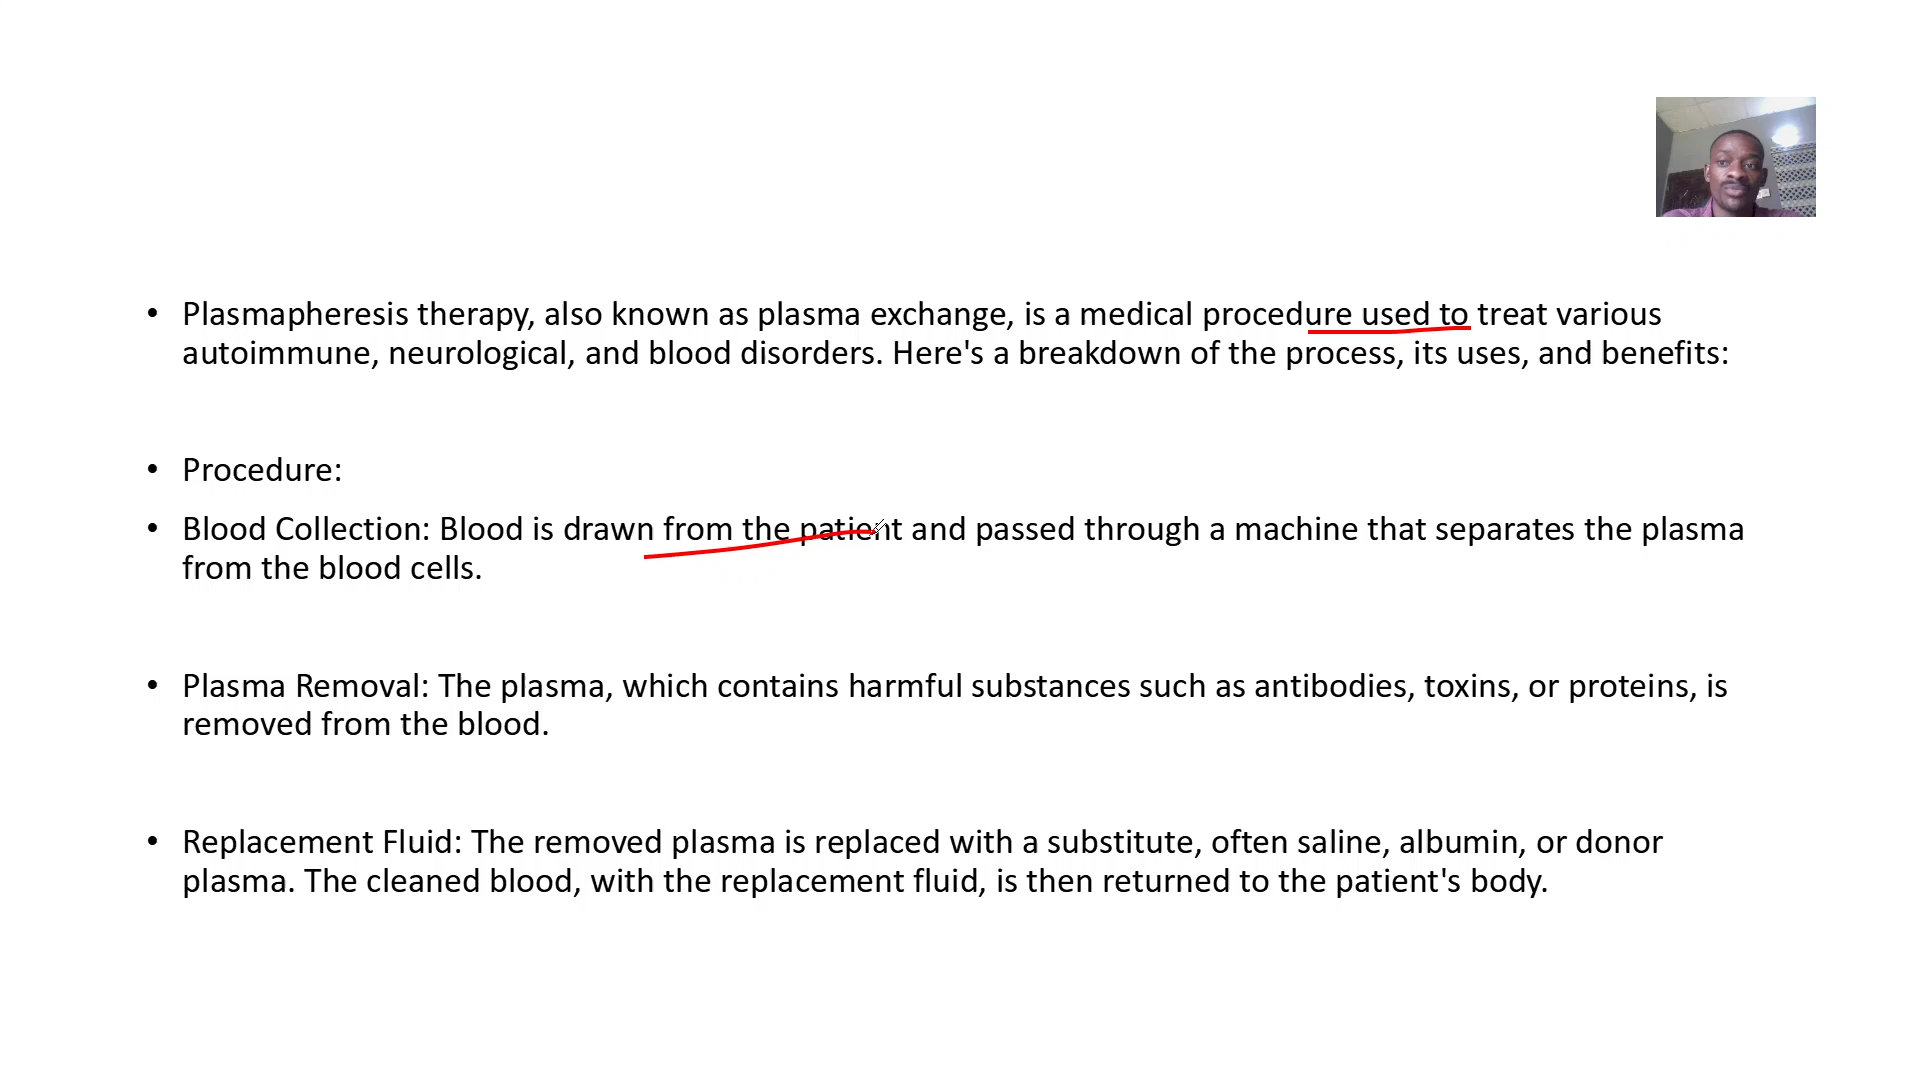 • Plasmapheresis therapy, also known as plasma exchange, is a medical procedure used to treat various
autoimmune, neurological, and blood disorders. Here's a breakdown of the process, its uses, and benefits:
• Procedure:
• Blood Collection: Blood is drawn from the patient and passed through a machine that separates the plasma
from the blood cells.
• Plasma Removal: The plasma, which contains harmful substances such as antibodies, toxins, or proteins, is
removed from the blood.
• Replacement Fluid: The removed plasma is replaced with a substitute, often saline, albumin, or donor
plasma. The cleaned blood, with the replacement fluid, is then returned to the patient's body.